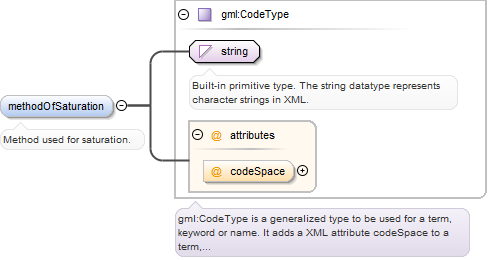 gml:CodeType
string
Built-in primitive type. The string datatype represents
character strings in XML.
methodOfSaturation
Method used for saturation.
@ attributes
@ codeSpace
gml:CodeType is a generalized type to be used for a term,
keyword or name. It adds a XML attribute codeSpace to a
term,...